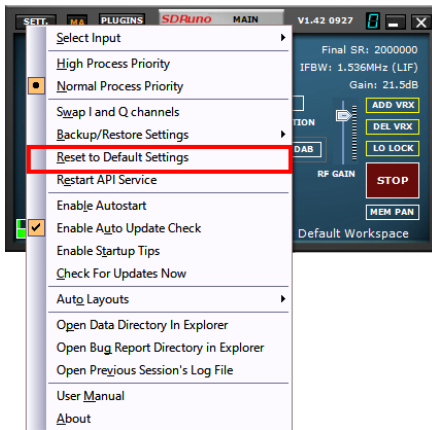 SETT. MA PLUGINS SDRuno MAIN V1.42 0927
Select Input
High Process Priority
Normal Process Priority
Swap I and Q channels
Backup/Restore Settings
Reset to Default Settings
Restart API Service
Enable Autostart
Enable Auto Update Check
Enable Startup Tips
Check For Updates Now
Auto Layouts
Open Data Directory In Explorer
Open Bug Report Directory in Explorer
Open Previous Session's Log File
User Manual
About
Final SR: 2000000
IFBW: 1.536MHz (LIF)
Gain: 21.5dB
ADD VRX
TION
DEL VRX
DAB
LO LOCK
RF GAIN
STOP
MEM PAN
Default Workspace